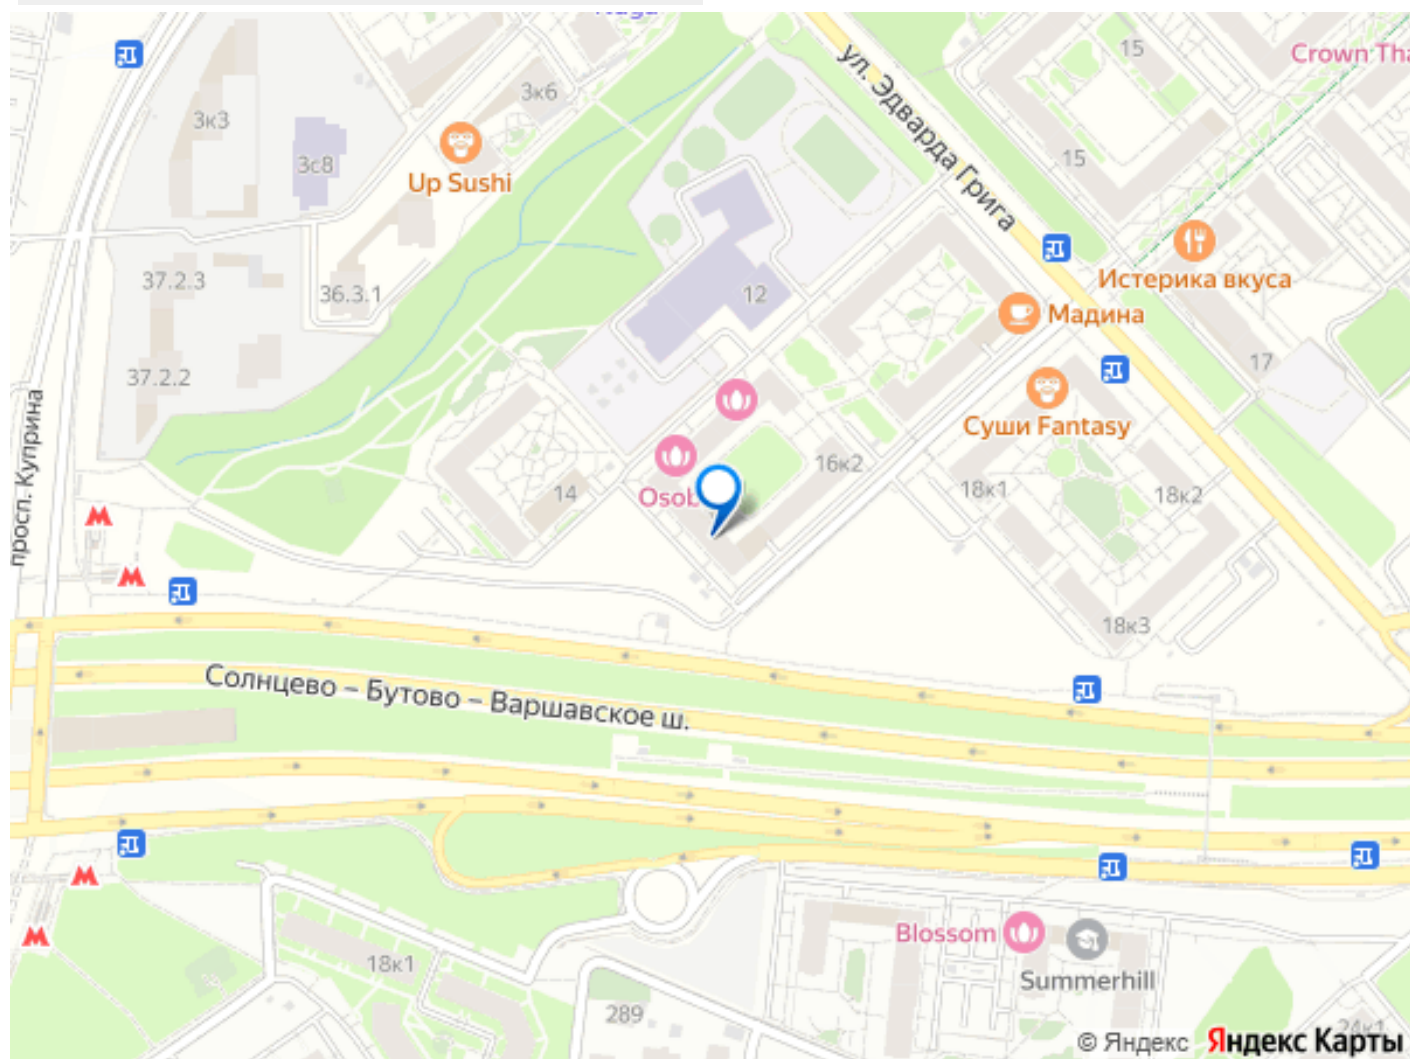 15
Crown Tha
3к6
3к3
ул. Эдварда Грига
3с8
Up Sushi
15
Истерика вкуса
37.2.3
36.3.1
12
Мадина
17
37.2.2
Суши Fantasy
просп. Куприна
16к2
Osob
14
18к1
18к2
18к3
Солнцево – Бутово – Варшавское ш.
Blossom
18к1
Summerhill
289
24к1
© Яндекс Яндекс Карты